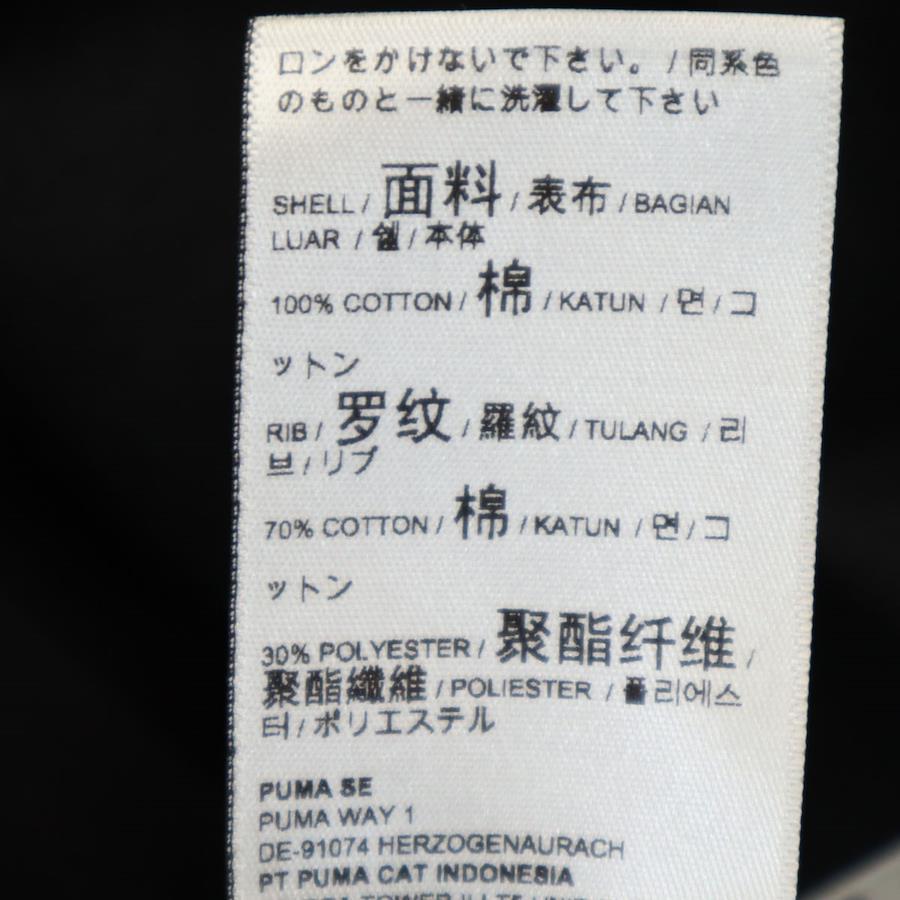 ロンをかけないで下さい。 / 同系色
のものと一緒に洗濯して下さい
SHELL / 面料 / 表布 / BAGIAN
LUAR / 쉘 / 本体
100% COTTON / 棉 / KATUN / 면 / コ
ットン
RIB / 罗纹 / 羅紋 / TULANG / 리
브 / リブ
70% COTTON / 棉 / KATUN / 면 / コ
ットン
30% POLYESTER / 聚酯纤维 /
聚酯纖維 / POLIESTER / 폴리에스
터 / ポリエステル
PUMA SE
PUMA WAY 1
DE-91074 HERZOGENAURACH
PT PUMA CAT INDONESIA